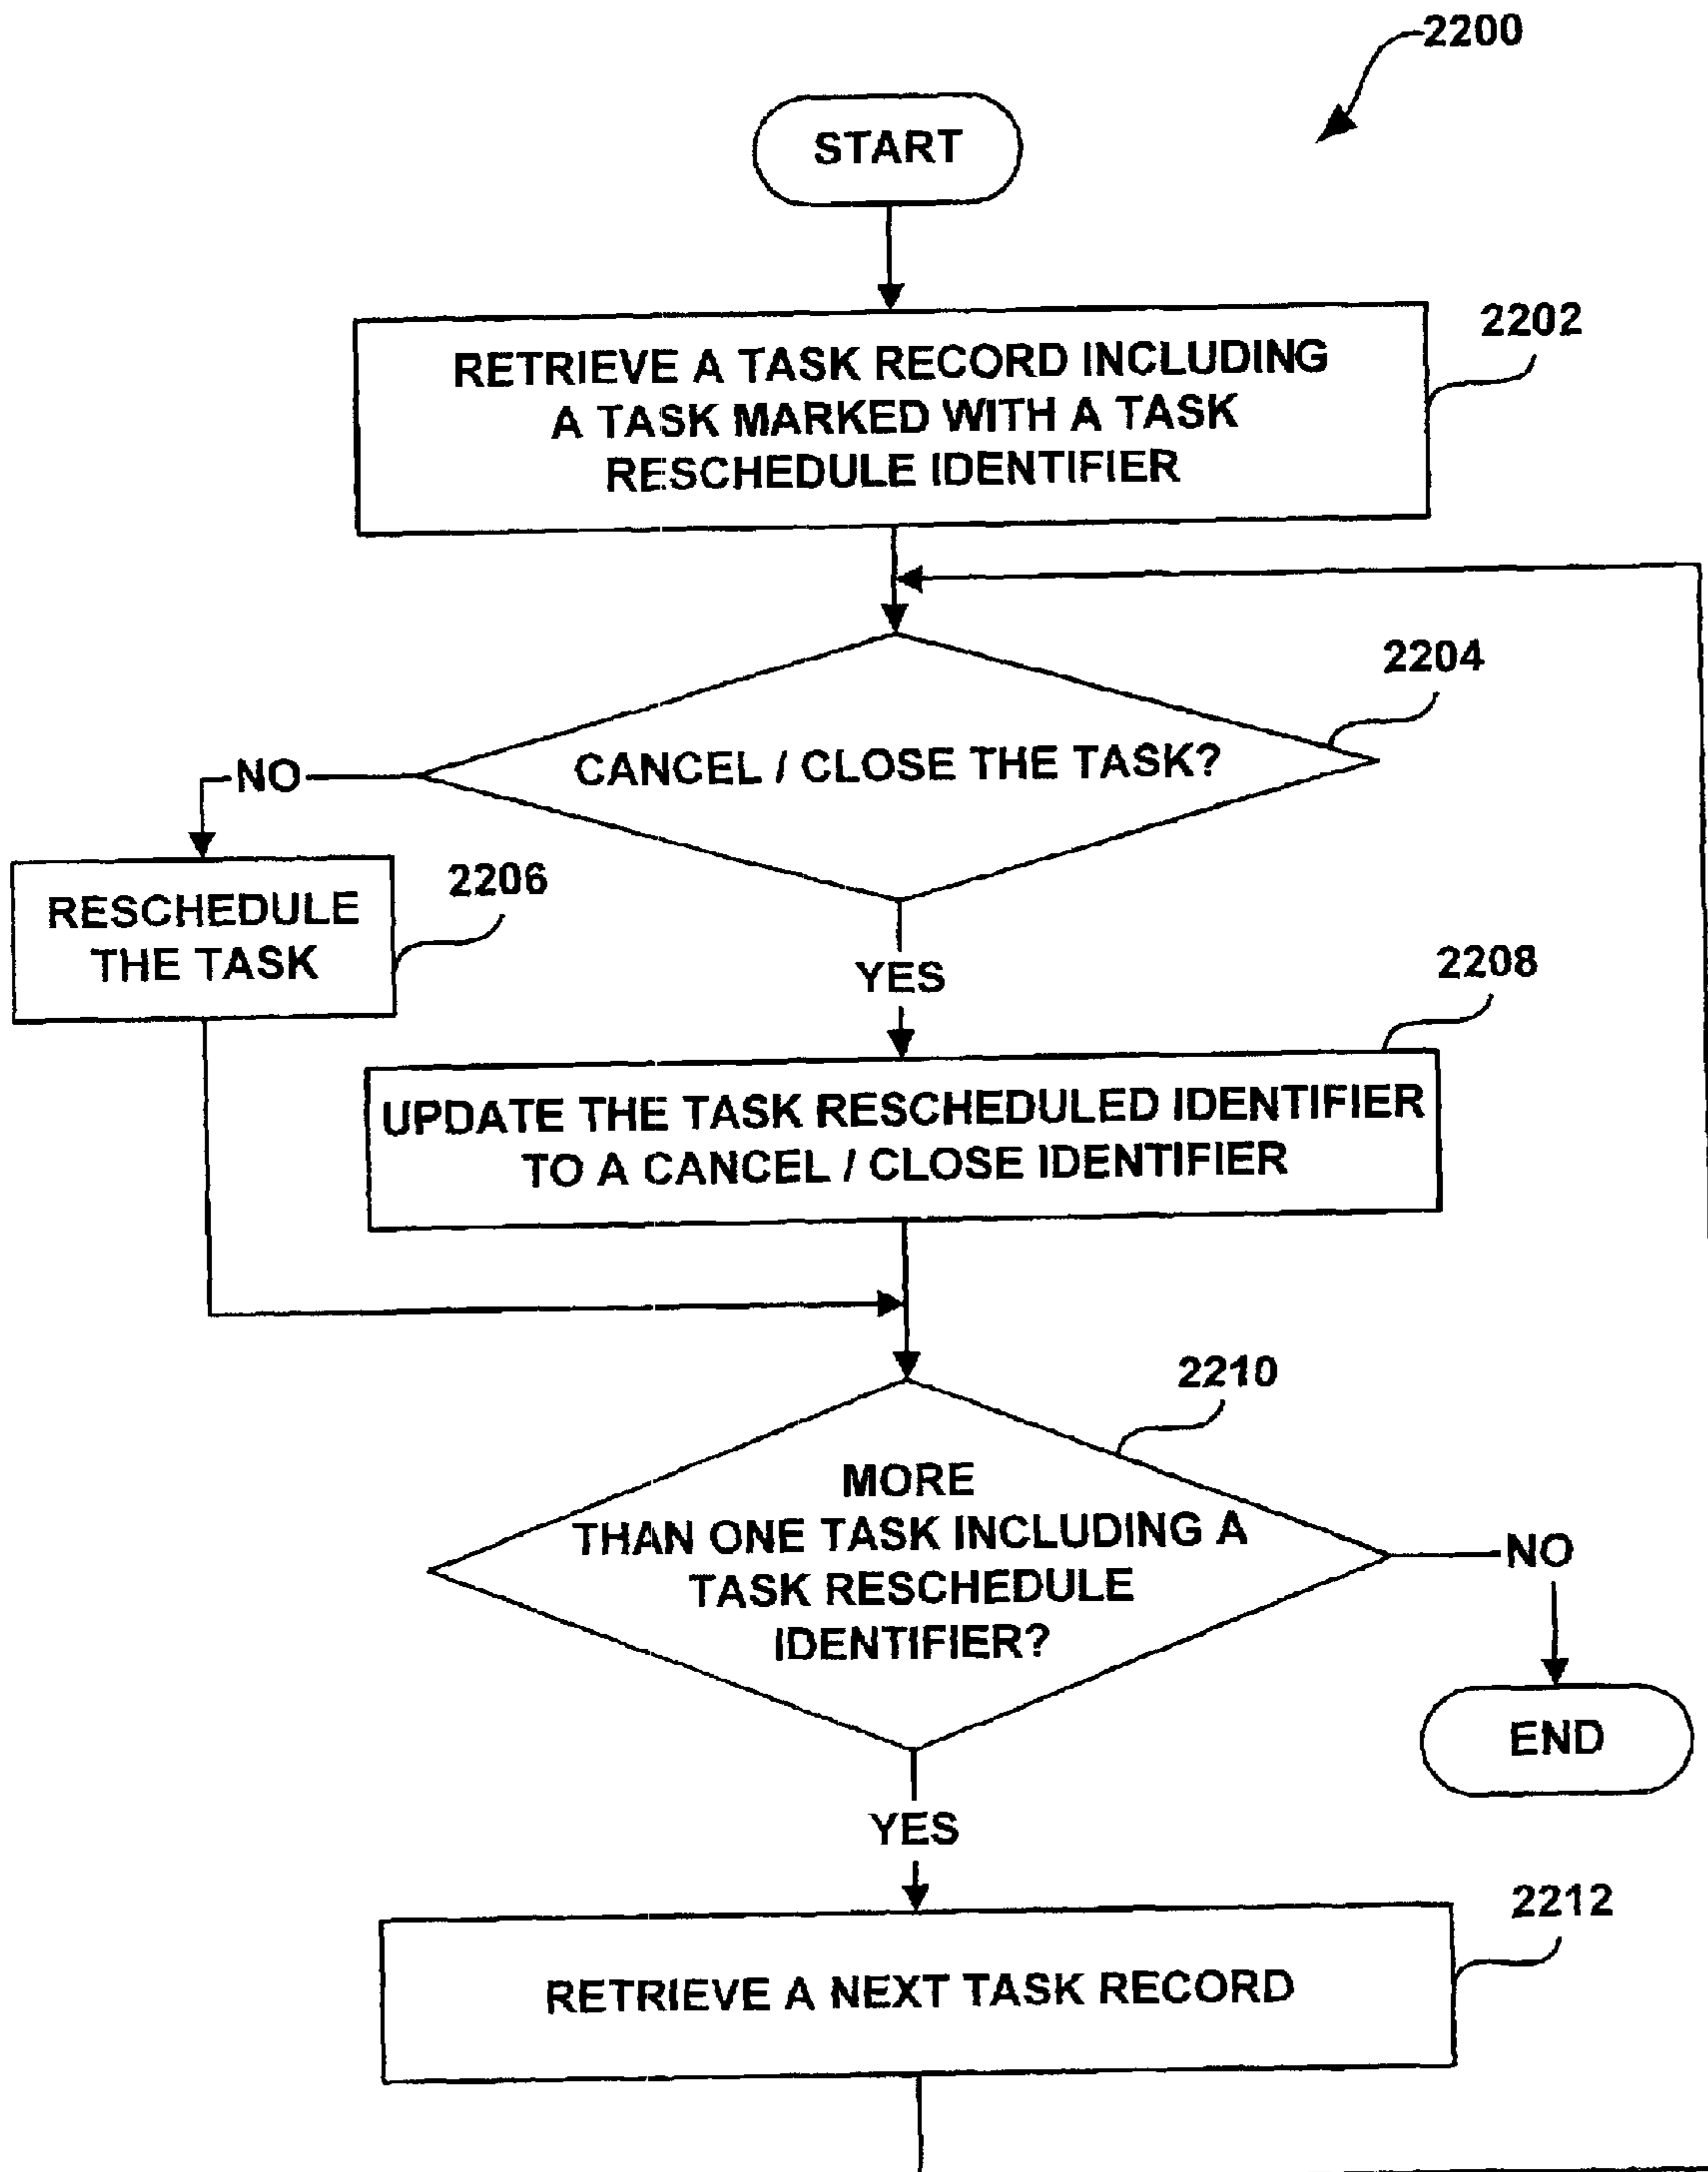 2200
START
2202
RETRIEVE A TASK RECORD INCLUDING
A TASK MARKED WITH A TASK
RESCHEDULE IDENTIFIER
2204
CANCEL / CLOSE THE TASK?
NO
2206
RESCHEDULE
THE TASK
YES
2208
UPDATE THE TASK RESCHEDULED IDENTIFIER
TO A CANCEL / CLOSE IDENTIFIER
2210
MORE
THAN ONE TASK INCLUDING A
TASK RESCHEDULE
IDENTIFIER?
NO
END
YES
2212
RETRIEVE A NEXT TASK RECORD